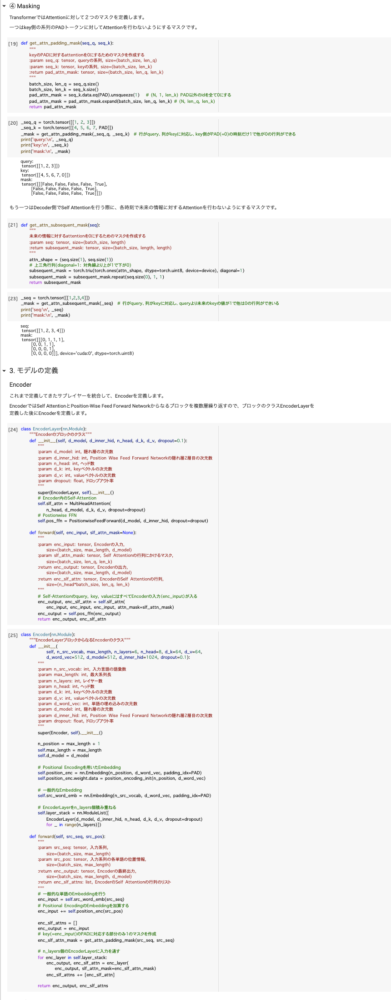 ④ Masking
TransformerではAttentionに対して２つのマスクを定義します。
一つはkey側の系列のPADトークンに対してAttentionを行わないようにするマスクです。
[19] def get_attn_padding_mask(seq_q, seq_k):
"""
keyのPADに対するattentionを0にするためのマスクを作成する
:param seq_q: tensor, queryの系列, size=(batch_size, len_q)
:param seq_k: tensor, keyの系列, size=(batch_size, len_k)
:return pad_attn_mask: tensor, size=(batch_size, len_q, len_k)
"""
batch_size, len_q = seq_q.size()
batch_size, len_k = seq_k.size()
pad_attn_mask = seq_k.data.eq(PAD).unsqueeze(1)   # (N, 1, len_k) PAD以外のidを全て0にする
pad_attn_mask = pad_attn_mask.expand(batch_size, len_q, len_k) # (N, len_q, len_k)
return pad_attn_mask
[20] _seq_q = torch.tensor([[1, 2, 3]])
_seq_k = torch.tensor([[4, 5, 6, 7, PAD]])
_mask = get_attn_padding_mask(_seq_q, _seq_k)  # 行がquery、列がkeyに対応し、key側がPAD(=0)の時刻だけ1で他が0の行列ができる
print('query:\n', _seq_q)
print('key:\n', _seq_k)
print('mask:\n', _mask)
query:
tensor([[1, 2, 3]])
key:
tensor([[4, 5, 6, 7, 0]])
mask:
tensor([[[False, False, False, False,  True],
[False, False, False, False,  True],
[False, False, False, False,  True]]])
もう一つはDecoder側でSelf Attentionを行う際に、各時刻で未来の情報に対するAttentionを行わないようにするマスクです。
[21] def get_attn_subsequent_mask(seq):
"""
未来の情報に対するattentionを0にするためのマスクを作成する
:param seq: tensor, size=(batch_size, length)
:return subsequent_mask: tensor, size=(batch_size, length, length)
"""
attn_shape = (seq.size(1), seq.size(1))
# 上三角行列(diagonal=1: 対角線より上が1で下が0)
subsequent_mask = torch.triu(torch.ones(attn_shape, dtype=torch.uint8, device=device), diagonal=1)
subsequent_mask = subsequent_mask.repeat(seq.size(0), 1, 1)
return subsequent_mask
[23] _seq = torch.tensor([[1,2,3,4]])
_mask = get_attn_subsequent_mask(_seq)  # 行がquery、列がkeyに対応し、queryより未来のkeyの値が1で他は0の行列ができいる
print('seq:\n', _seq)
print('mask:\n', _mask)
seq:
tensor([[1, 2, 3, 4]])
mask:
tensor([[[0, 1, 1, 1],
[0, 0, 1, 1],
[0, 0, 0, 1],
[0, 0, 0, 0]]], device='cuda:0', dtype=torch.uint8)
3. モデルの定義
Encoder
これまで定義してきたサブレイヤーを統合して、Encoderを定義します。
EncoderではSelf AttentionとPosition-Wise Feed Forward Networkからなるブロックを複数層繰り返すので、ブロックのクラスEncoderLayerを
定義した後にEncoderを定義します。
[24] class EncoderLayer(nn.Module):
"""Encoderのブロックのクラス"""
def __init__(self, d_model, d_inner_hid, n_head, d_k, d_v, dropout=0.1):
"""
:param d_model: int, 隠れ層の次元数
:param d_inner_hid: int, Position Wise Feed Forward Networkの隠れ層2層目の次元数
:param n_head: int, ヘッド数
:param d_k: int, keyベクトルの次元数
:param d_v: int, valueベクトルの次元数
:param dropout: float, ドロップアウト率
"""
super(EncoderLayer, self).__init__()
# Encoder内のSelf-Attention
self.slf_attn = MultiHeadAttention(
n_head, d_model, d_k, d_v, dropout=dropout)
# Postionwise FFN
self.pos_ffn = PositionwiseFeedForward(d_model, d_inner_hid, dropout=dropout)
def forward(self, enc_input, slf_attn_mask=None):
"""
:param enc_input: tensor, Encoderの入力,
size=(batch_size, max_length, d_model)
:param slf_attn_mask: tensor, Self Attentionの行列にかけるマスク,
size=(batch_size, len_q, len_k)
:return enc_output: tensor, Encoderの出力,
size=(batch_size, max_length, d_model)
:return enc_slf_attn: tensor, EncoderのSelf Attentionの行列,
size=(n_head*batch_size, len_q, len_k)
"""
# Self-Attentionのquery, key, valueにはすべてEncoderの入力（enc_input）が入る
enc_output, enc_slf_attn = self.slf_attn(
enc_input, enc_input, enc_input, attn_mask=slf_attn_mask)
enc_output = self.pos_ffn(enc_output)
return enc_output, enc_slf_attn
[25] class Encoder(nn.Module):
"""EncoderLayerブロックからなるEncoderのクラス"""
def __init__(
self, n_src_vocab, max_length, n_layers=6, n_head=8, d_k=64, d_v=64,
d_word_vec=512, d_model=512, d_inner_hid=1024, dropout=0.1):
"""
:param n_src_vocab: int, 入力言語の語彙数
:param max_length: int, 最大系列長
:param n_layers: int, レイヤー数
:param n_head: int, ヘッド数
:param d_k: int, keyベクトルの次元数
:param d_v: int, valueベクトルの次元数
:param d_word_vec: int, 単語の埋め込みの次元数
:param d_model: int, 隠れ層の次元数
:param d_inner_hid: int, Position Wise Feed Forward Networkの隠れ層2層目の次元数
:param dropout: float, ドロップアウト率
"""
super(Encoder, self).__init__()
n_position = max_length + 1
self.max_length = max_length
self.d_model = d_model
# Positional Encodingを用いたEmbedding
self.position_enc = nn.Embedding(n_position, d_word_vec, padding_idx=PAD)
self.position_enc.weight.data = position_encoding_init(n_position, d_word_vec)
# 一般的なEmbedding
self.src_word_emb = nn.Embedding(n_src_vocab, d_word_vec, padding_idx=PAD)
# EncoderLayerをn_layers個積み重ねる
self.layer_stack = nn.ModuleList([
EncoderLayer(d_model, d_inner_hid, n_head, d_k, d_v, dropout=dropout)
for _ in range(n_layers)])
def forward(self, src_seq, src_pos):
"""
:param src_seq: tensor, 入力系列,
size=(batch_size, max_length)
:param src_pos: tensor, 入力系列の各単語の位置情報,
size=(batch_size, max_length)
:return enc_output: tensor, Encoderの最終出力,
size=(batch_size, max_length, d_model)
:return enc_slf_attns: list, EncoderのSelf Attentionの行列のリスト
"""
# 一般的な単語のEmbeddingを行う
enc_input = self.src_word_emb(src_seq)
# Positional EncodingのEmbeddingを加算する
enc_input += self.position_enc(src_pos)
enc_slf_attns = []
enc_output = enc_input
# key(=enc_input)のPADに対応する部分のみ1のマスクを作成
enc_slf_attn_mask = get_attn_padding_mask(src_seq, src_seq)
# n_layers個のEncoderLayerに入力を通す
for enc_layer in self.layer_stack:
enc_output, enc_slf_attn = enc_layer(
enc_output, slf_attn_mask=enc_slf_attn_mask)
enc_slf_attns += [enc_slf_attn]
return enc_output, enc_slf_attns